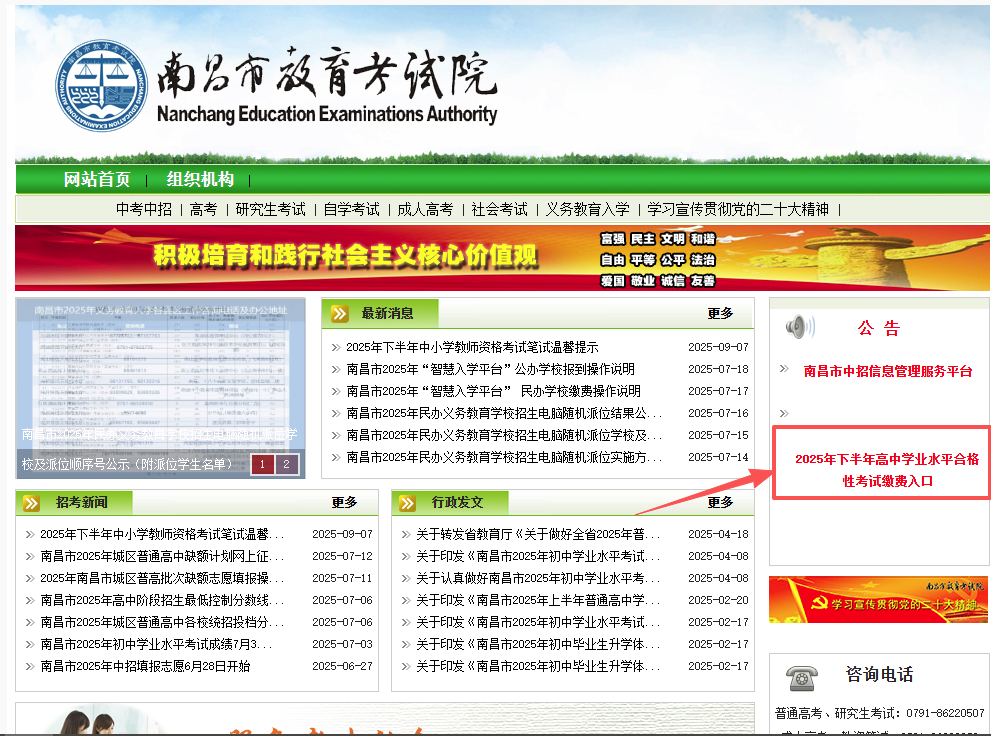 南昌市教育考试院
Nanchang Education Examinations Authority
网站首页 | 组织机构 |
中考中招 | 高考 | 研究生考试 | 自学考试 | 成人高考 | 社会考试 | 义务教育入学 | 学习宣传贯彻党的二十大精神 |
积极培育和践行社会主义核心价值观
富强 民主 文明 和谐
自由 平等 公平 法治
爱国 敬业 诚信 友善
校及派位顺序号公示（附派位学生名单） 1 2
最新消息 更多
2025年下半年中小学教师资格考试笔试温馨提示 2025-09-07
南昌市2025年“智慧入学平台”公办学校报到操作说明 2025-07-18
南昌市2025年“智慧入学平台” 民办学校缴费操作说明 2025-07-17
南昌市2025年民办义务教育学校招生电脑随机派位结果公... 2025-07-16
南昌市2025年民办义务教育学校招生电脑随机派位学校及... 2025-07-15
南昌市2025年民办义务教育学校招生电脑随机派位实施方... 2025-07-14
公 告
南昌市中招信息管理服务平台
2025年下半年高中学业水平合格
性考试缴费入口
招考新闻 更多
2025年下半年中小学教师资格考试笔试温馨... 2025-09-07
南昌市2025年城区普通高中缺额计划网上征... 2025-07-12
2025年南昌市城区普高批次缺额志愿填报操... 2025-07-11
南昌市2025年高中阶段招生最低控制分数线... 2025-07-06
南昌市2025年城区普通高中各校统招投档分... 2025-07-06
南昌市2025年初中学业水平考试成绩7月3... 2025-07-03
南昌市2025年中招填报志愿6月28日开始 2025-06-27
行政发文 更多
关于转发省教育厅《关于做好全省2025年普... 2025-04-18
关于印发《南昌市2025年初中学业水平考试... 2025-04-08
关于认真做好南昌市2025年初中学业水平考... 2025-04-08
关于印发《南昌市2025年上半年普通高中学... 2025-02-20
关于印发《南昌市2025年初中学业水平考试... 2025-02-17
关于印发《南昌市2025年初中毕业生升学体... 2025-02-17
关于印发《南昌市2025年初中毕业生升学体... 2025-02-17
南昌市教育考试院
学习宣传贯彻党的二十大精神
咨询电话
普通高考、研究生考试：0791-86220507